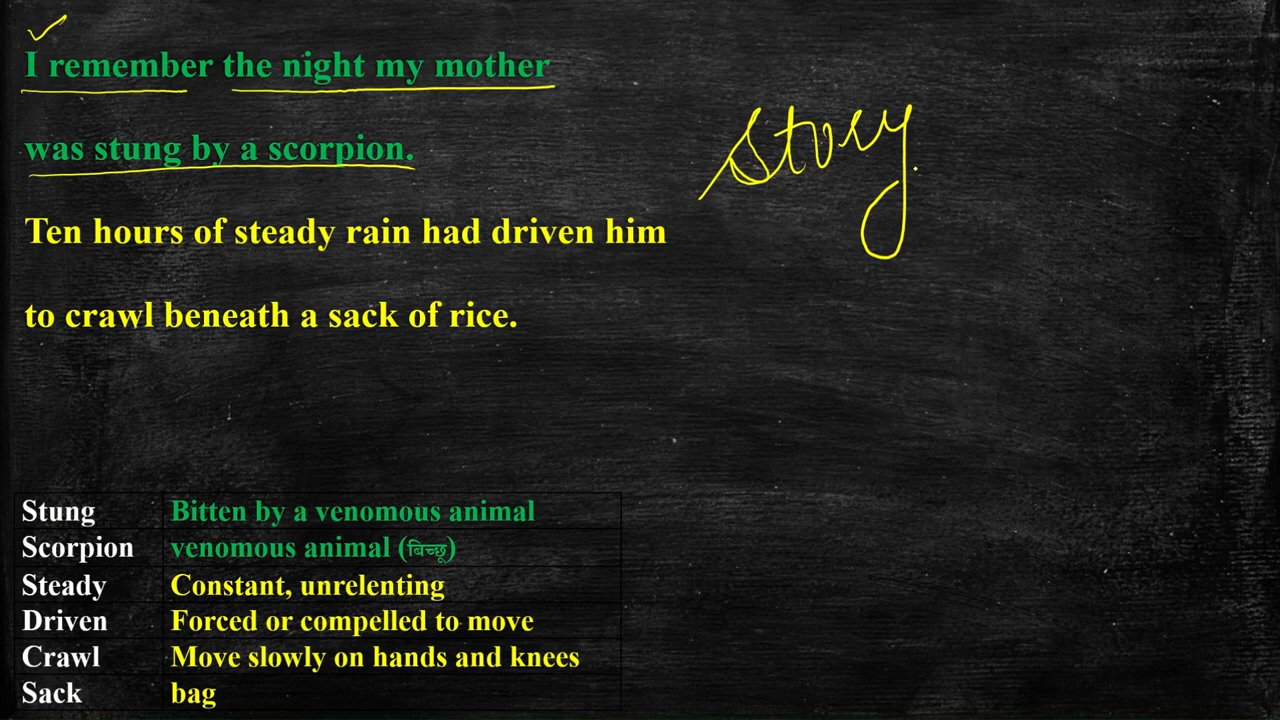 I remember the night my mother
was stung by a scorpion.
Story
Ten hours of steady rain had driven him
to crawl beneath a sack of rice.
Stung Bitten by a venomous animal
Scorpion venomous animal (बिच्छू)
Steady Constant, unrelenting
Driven Forced or compelled to move
Crawl Move slowly on hands and knees
Sack bag